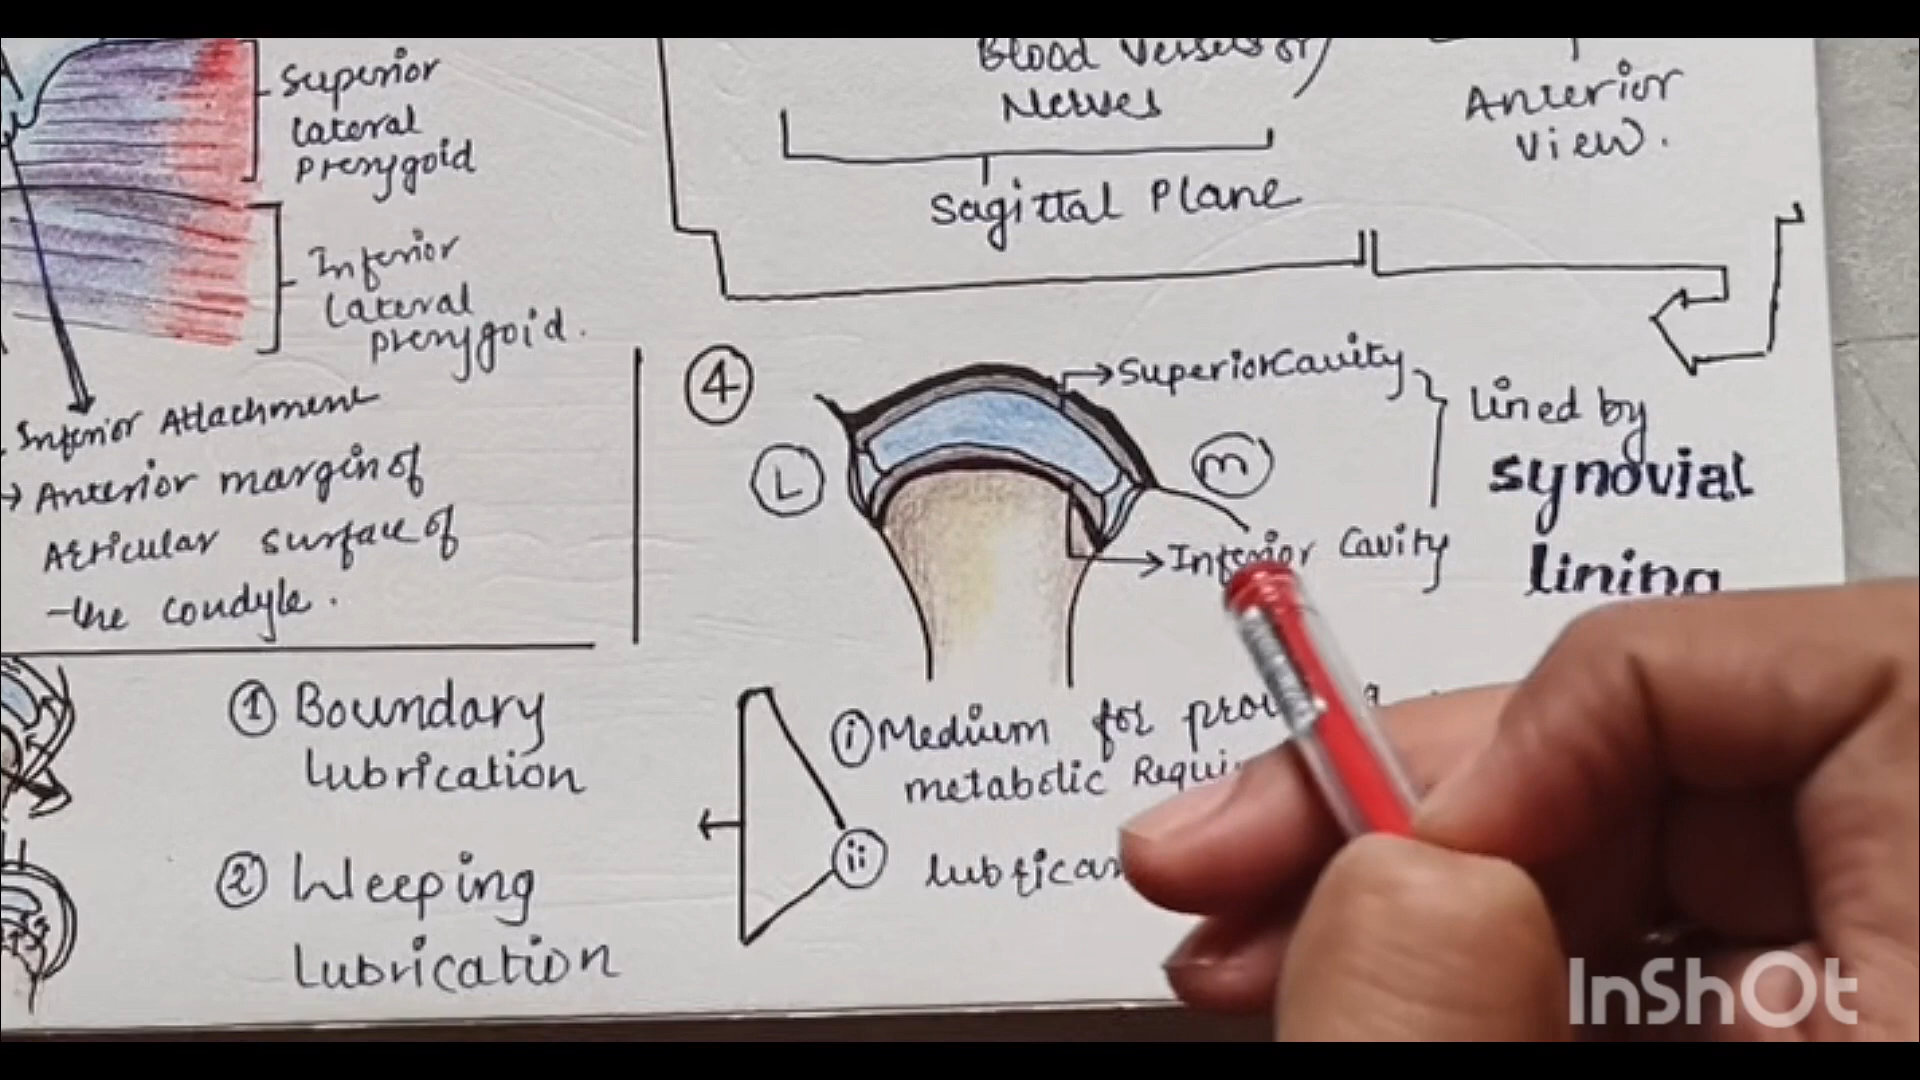 Superior
lateral
pterygoid
Inferior
Lateral
pterygoid.
Inferior Attachment
→ Anterior margin of
Articular surface of
the condyle.
① Boundary
Lubrication
② Weeping
Lubrication
Blood Vessels or
Nerves
Sagittal Plane
Anterior
View.
④
L
m
Superior Cavity
Inferior Cavity
Lined by
synovial
lining
ⓘ Medium for
metabolic
ⓘⓘ
InShOt